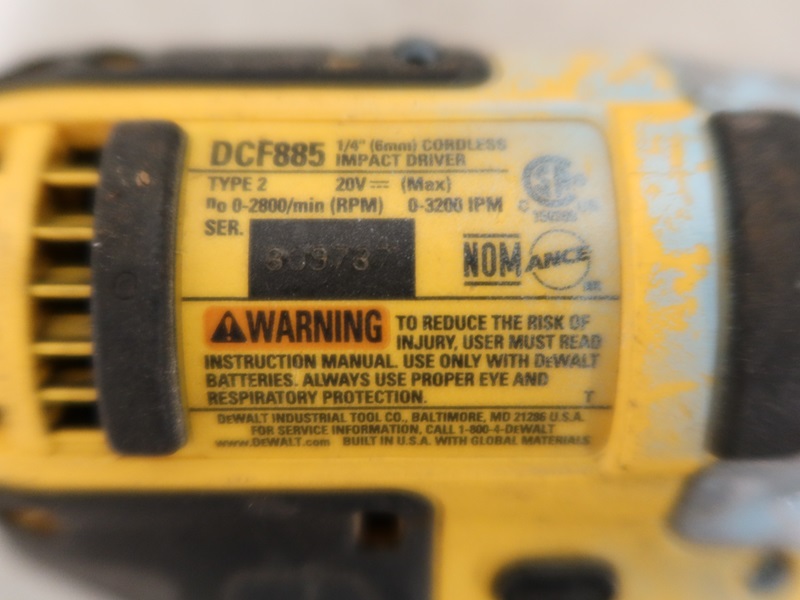 DCF885 1/4" (6mm) CORDLESS
IMPACT DRIVER
TYPE 2 20V⎓ (Max)
n₀ 0-2800/min (RPM) 0-3200 IPM
SER.
NOM ANCE
WARNING TO REDUCE THE RISK OF
INJURY, USER MUST READ
INSTRUCTION MANUAL. USE ONLY WITH DEWALT
BATTERIES. ALWAYS USE PROPER EYE AND
RESPIRATORY PROTECTION. T
DEWALT INDUSTRIAL TOOL CO., BALTIMORE, MD 21286 U.S.A.
FOR SERVICE INFORMATION, CALL 1-800-4-DEWALT
www.DEWALT.com BUILT IN U.S.A. WITH GLOBAL MATERIALS